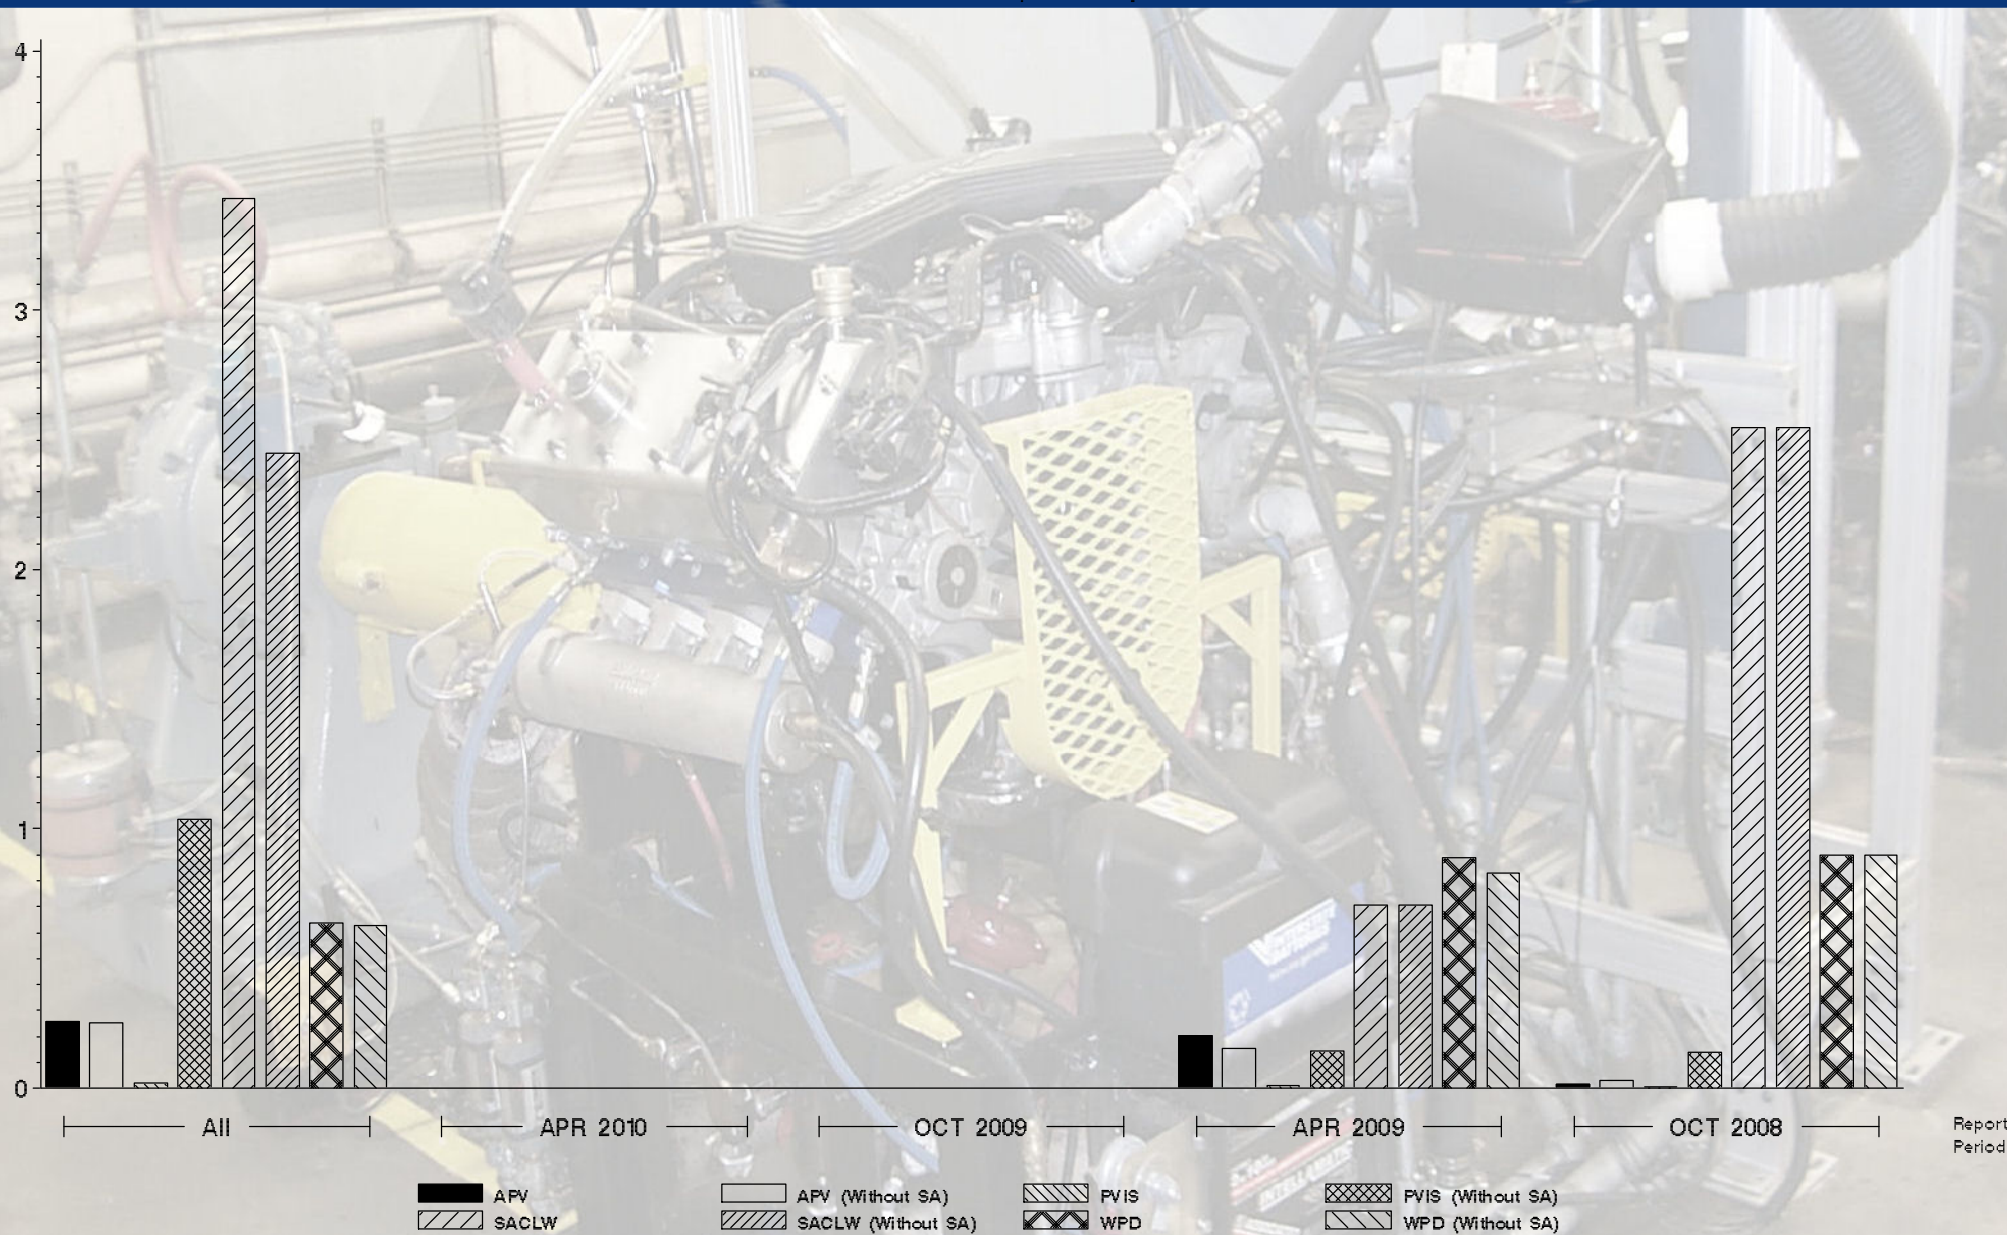 4
3
2
1
0
All
APR 2010
OCT 2009
APR 2009
OCT 2008
Report
Period
APV
APV (Without SA)
PVIS
PVIS (Without SA)
SACLW
SACLW (Without SA)
WPD
WPD (Without SA)